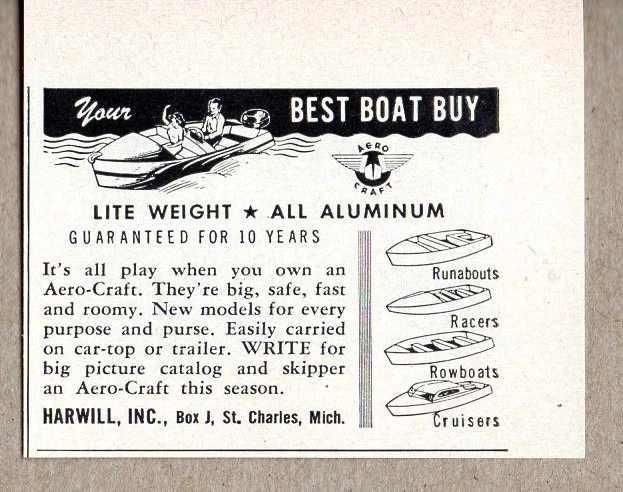 Your BEST BOAT BUY
AERO
CRAFT
LITE WEIGHT ★ ALL ALUMINUM
GUARANTEED FOR 10 YEARS
It's all play when you own an
Aero-Craft. They're big, safe, fast
and roomy. New models for every
purpose and purse. Easily carried
on car-top or trailer. WRITE for
big picture catalog and skipper
an Aero-Craft this season.
HARWILL, INC., Box J, St. Charles, Mich.
Runabouts
Racers
Rowboats
Cruisers